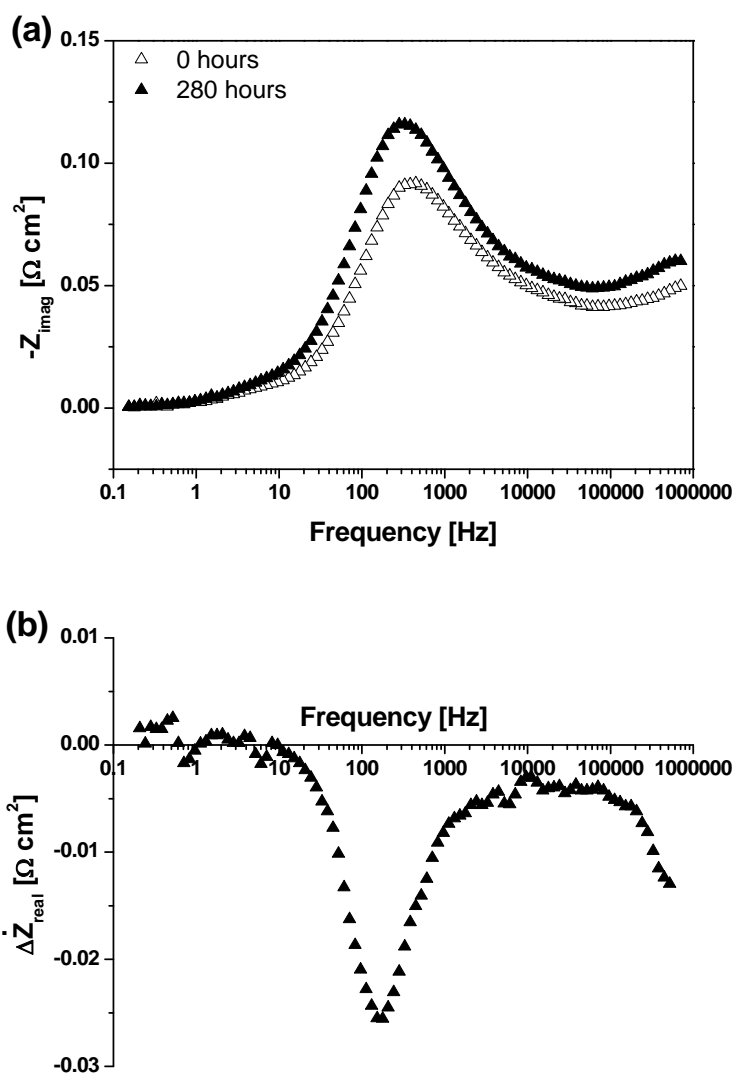 (a)
0.15
0 hours
280 hours
0.10
0.05
0.00
-Z_imag [Ω cm²]
0.1 1 10 100 1000 10000 100000 1000000
Frequency [Hz]
(b)
0.01
Frequency [Hz]
0.00
0.1 1 10 100 1000 10000 100000 1000000
-0.01
-0.02
-0.03
ΔŻ_real [Ω cm²]